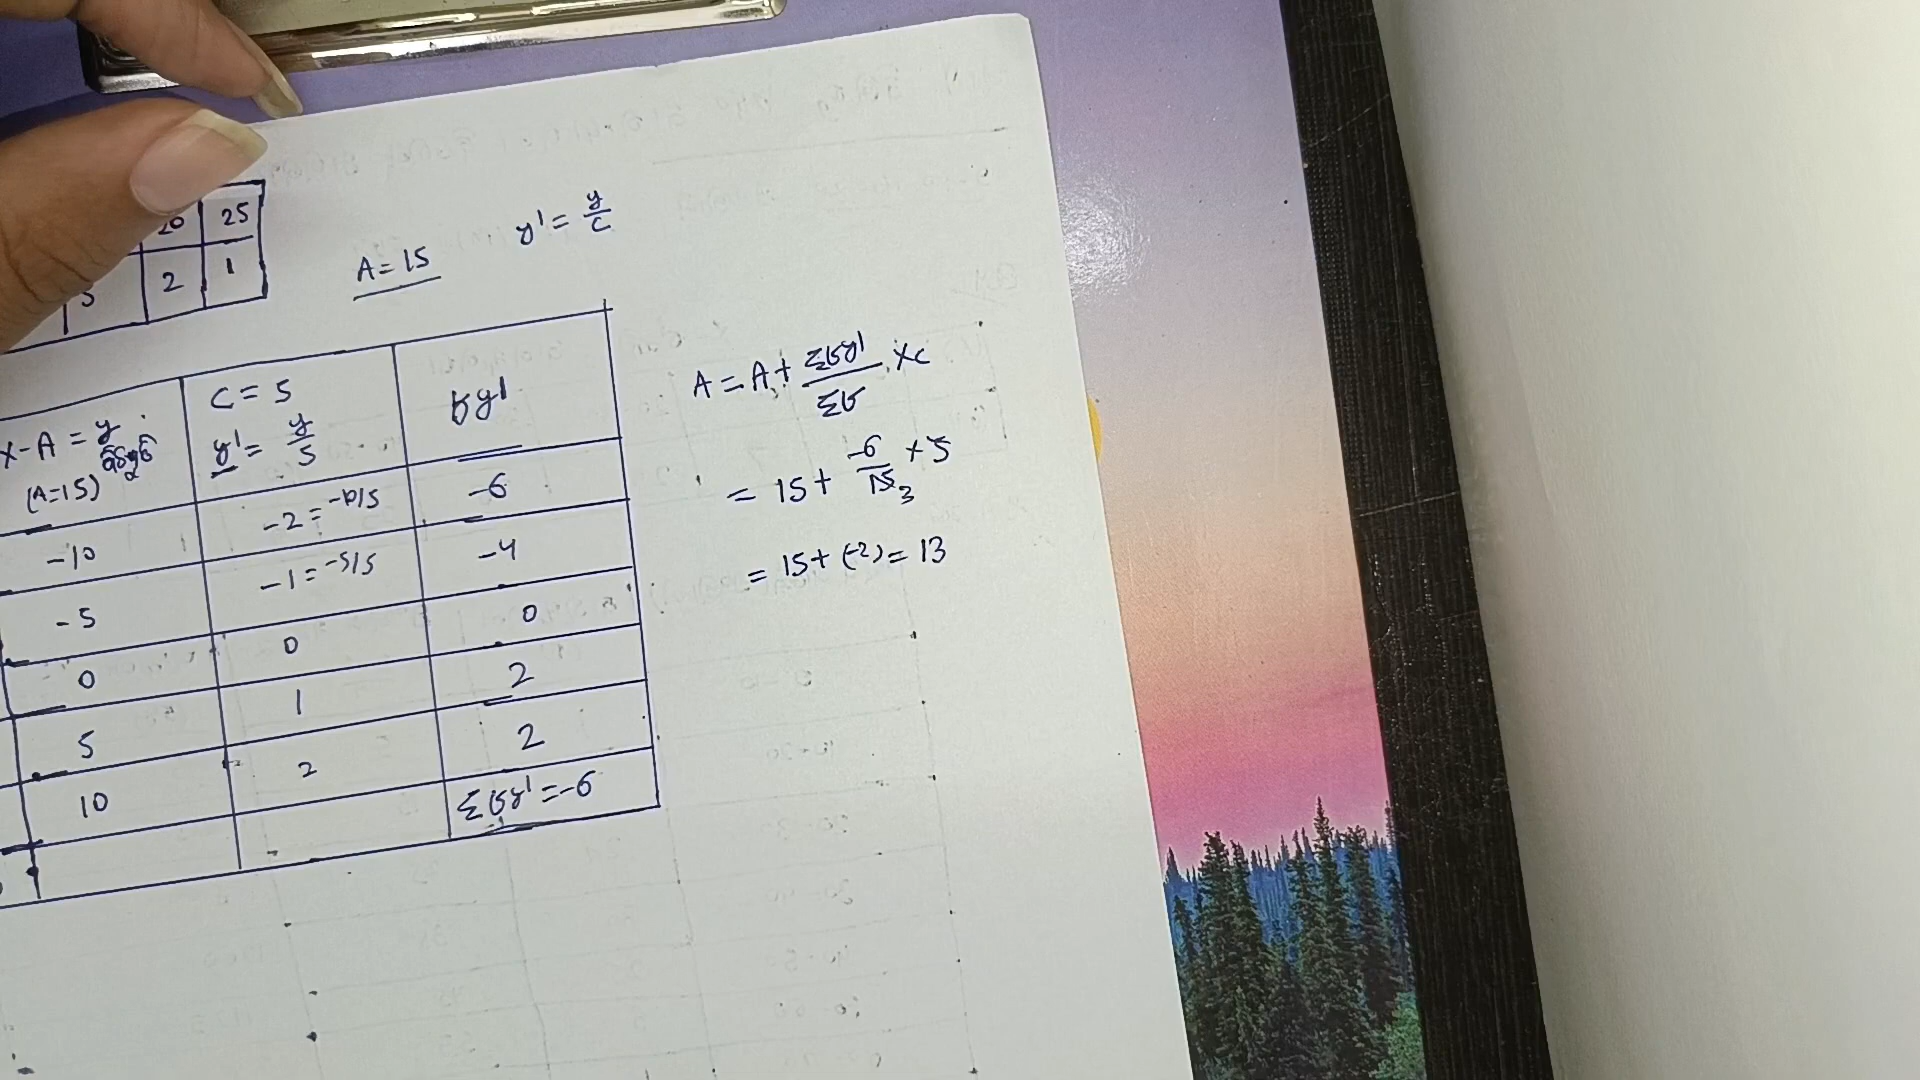 20 25
5 2 1
A = 15
y' = y/c
x-A = y
(A=15)
C = 5
y' = y/5
fy'
-10
-2 = -10/5
-6
-5
-1 = -5/5
-4
0
0
0
5
1
2
10
2
2
Σfy' = -6
A = A + Σfy'/Σf × c
= 15 + -6/15 3 × 5
= 15 + (-2) = 13